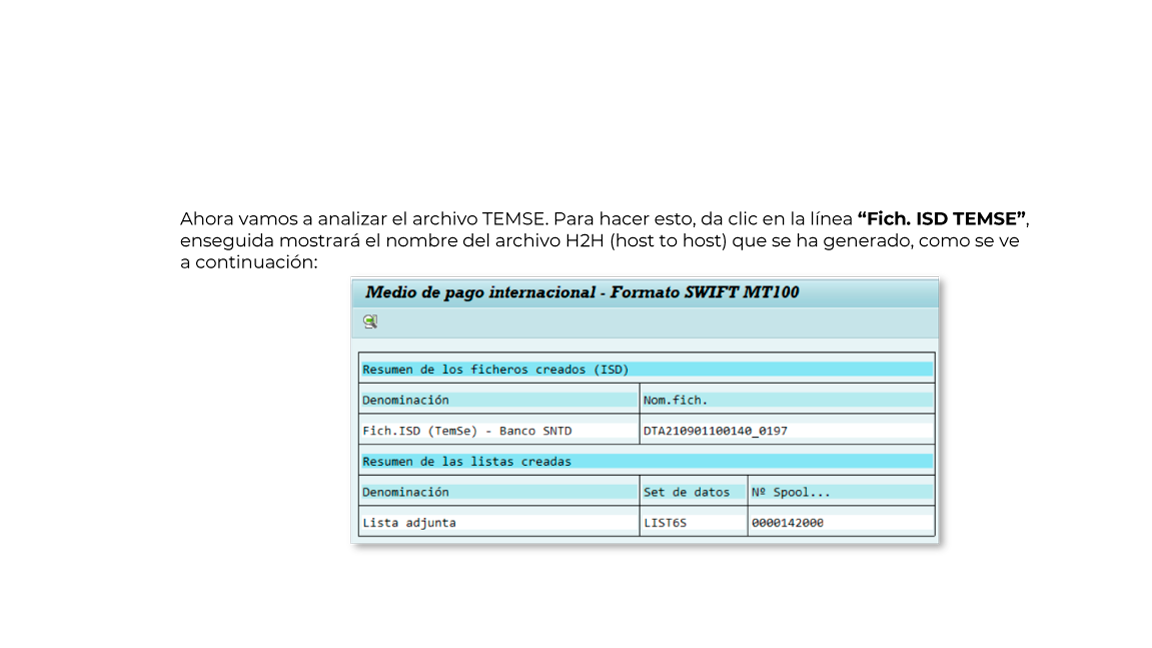 Ahora vamos a analizar el archivo TEMSE. Para hacer esto, da clic en la línea “Fich. ISD TEMSE”,
enseguida mostrará el nombre del archivo H2H (host to host) que se ha generado, como se ve
a continuación:
Medio de pago internacional - Formato SWIFT MT100
Resumen de los ficheros creados (ISD)
Denominación Nom.fich.
Fich.ISD (TemSe) - Banco SNTD DTA210901100140_0197
Resumen de las listas creadas
Denominación Set de datos Nº Spool...
Lista adjunta LIST6S 0000142000